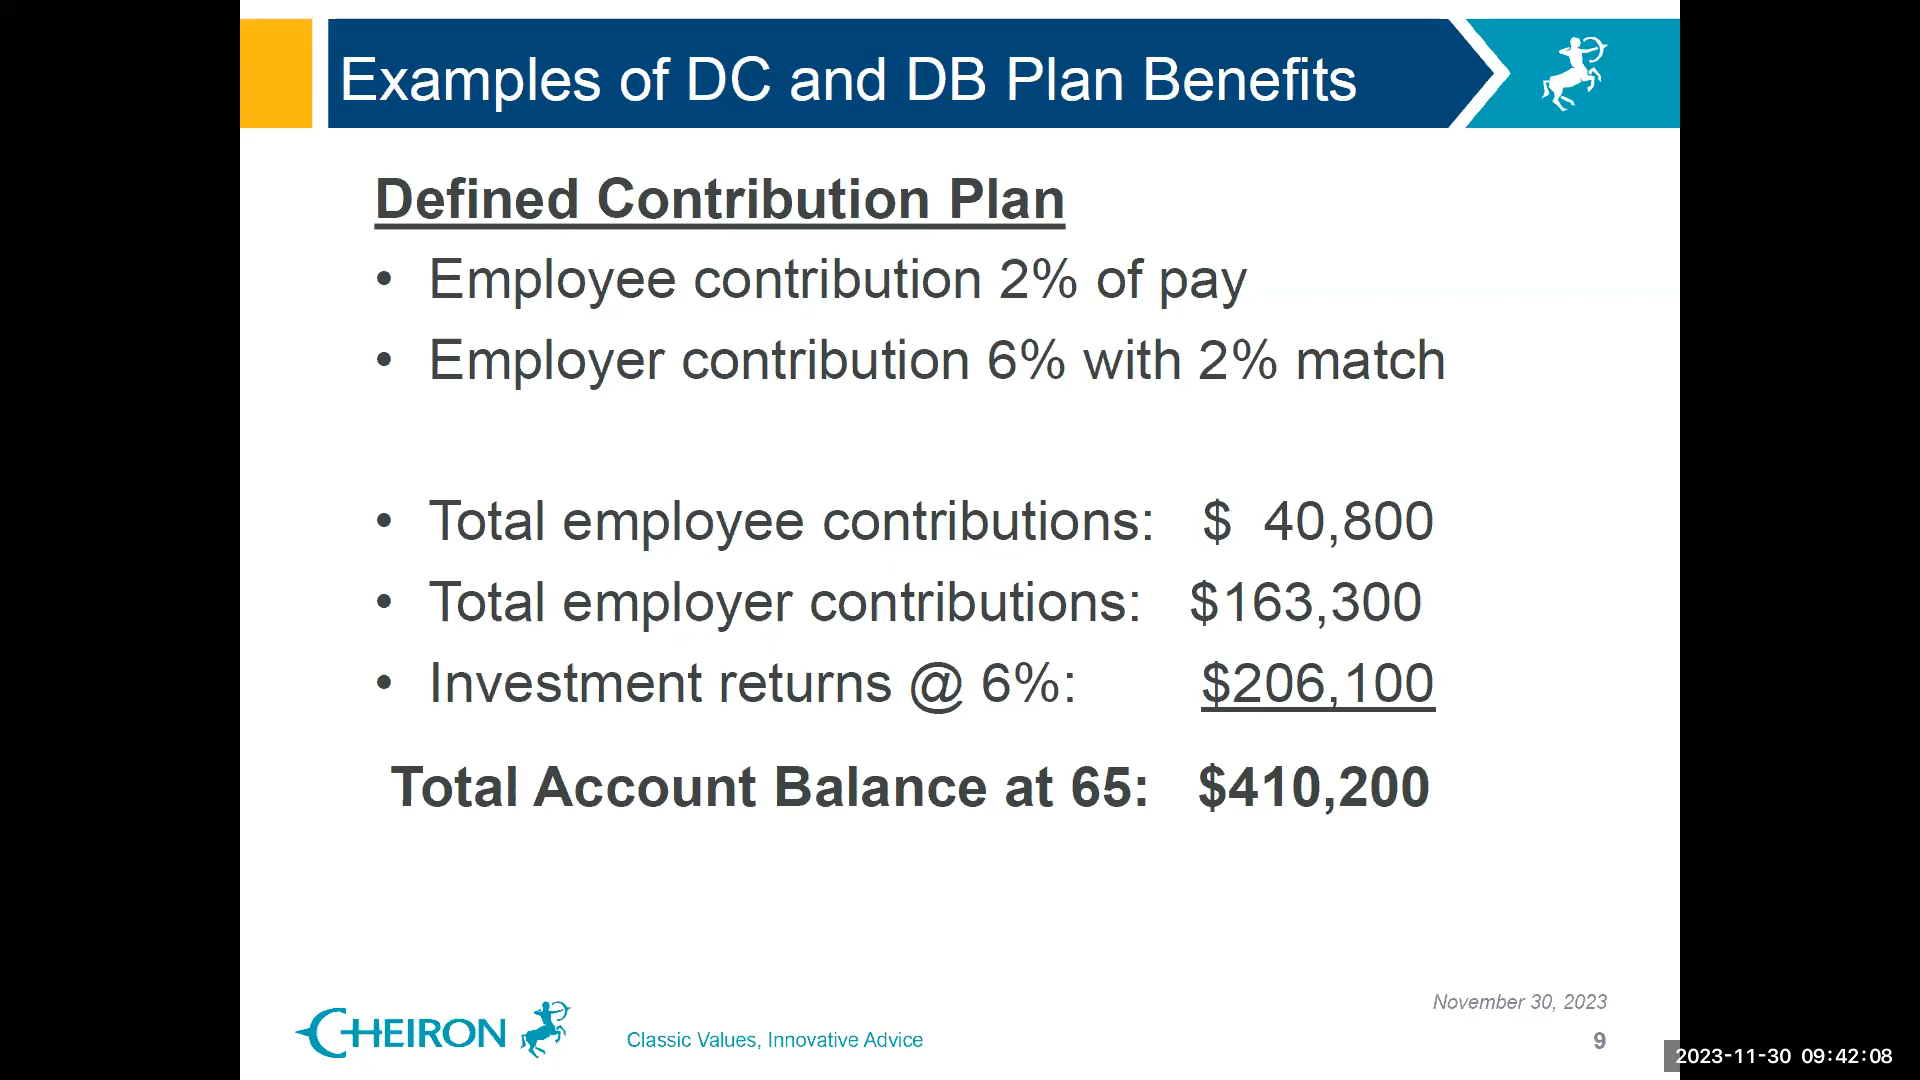 Examples of DC and DB Plan Benefits
Defined Contribution Plan
• Employee contribution 2% of pay
• Employer contribution 6% with 2% match
• Total employee contributions: $ 40,800
• Total employer contributions: $163,300
• Investment returns @ 6%: $206,100
Total Account Balance at 65: $410,200
November 30, 2023
CHEIRON Classic Values, Innovative Advice
9
2023-11-30 09:42:08